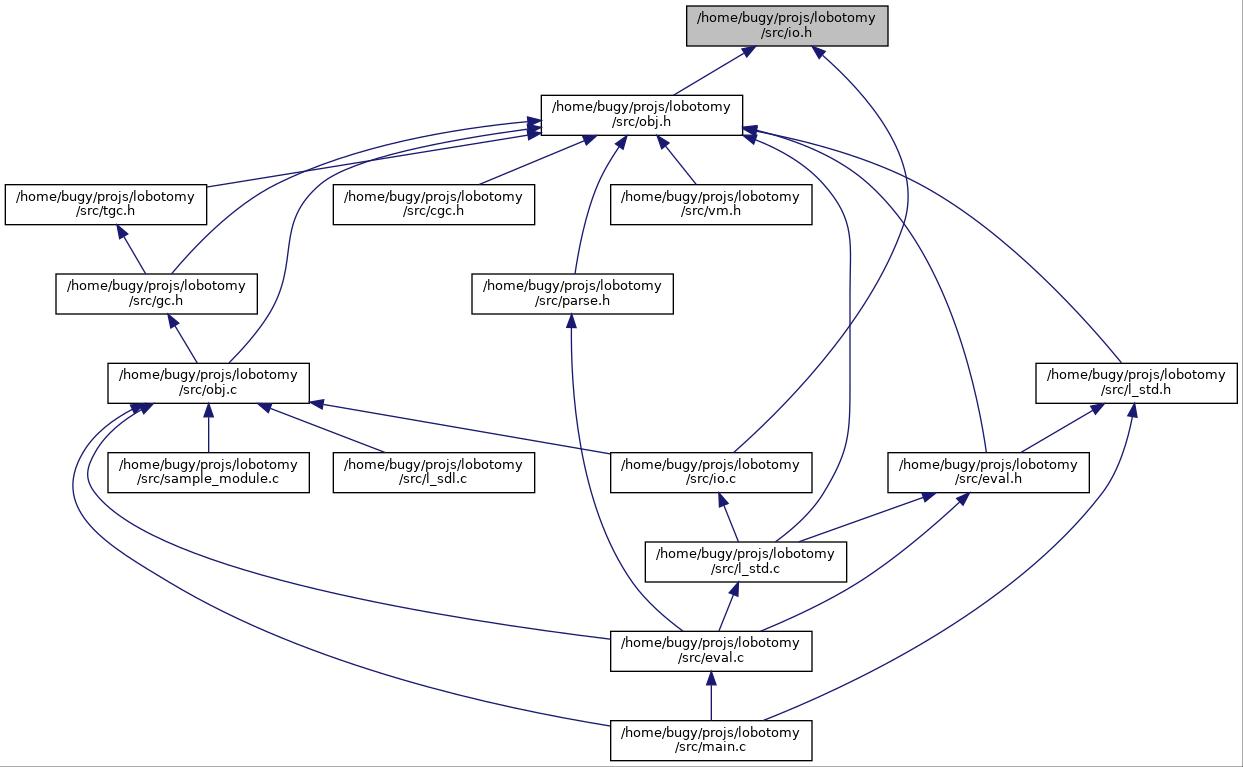 /home/bugy/projs/lobotomy
/src/io.h
/home/bugy/projs/lobotomy
/src/obj.h
/home/bugy/projs/lobotomy
/src/tgc.h
/home/bugy/projs/lobotomy
/src/cgc.h
/home/bugy/projs/lobotomy
/src/vm.h
/home/bugy/projs/lobotomy
/src/gc.h
/home/bugy/projs/lobotomy
/src/parse.h
/home/bugy/projs/lobotomy
/src/obj.c
/home/bugy/projs/lobotomy
/src/l_std.h
/home/bugy/projs/lobotomy
/src/sample_module.c
/home/bugy/projs/lobotomy
/src/l_sdl.c
/home/bugy/projs/lobotomy
/src/io.c
/home/bugy/projs/lobotomy
/src/eval.h
/home/bugy/projs/lobotomy
/src/l_std.c
/home/bugy/projs/lobotomy
/src/eval.c
/home/bugy/projs/lobotomy
/src/main.c